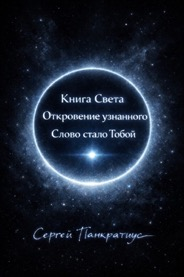 Книга Света
Откровение узнанного
Слово стало Тобой
Сергей Панкратиус